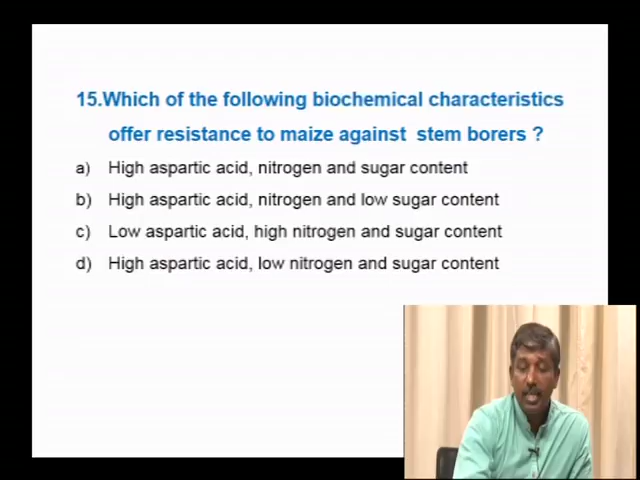 15.Which of the following biochemical characteristics
offer resistance to maize against stem borers ?
a) High aspartic acid, nitrogen and sugar content
b) High aspartic acid, nitrogen and low sugar content
c) Low aspartic acid, high nitrogen and sugar content
d) High aspartic acid, low nitrogen and sugar content